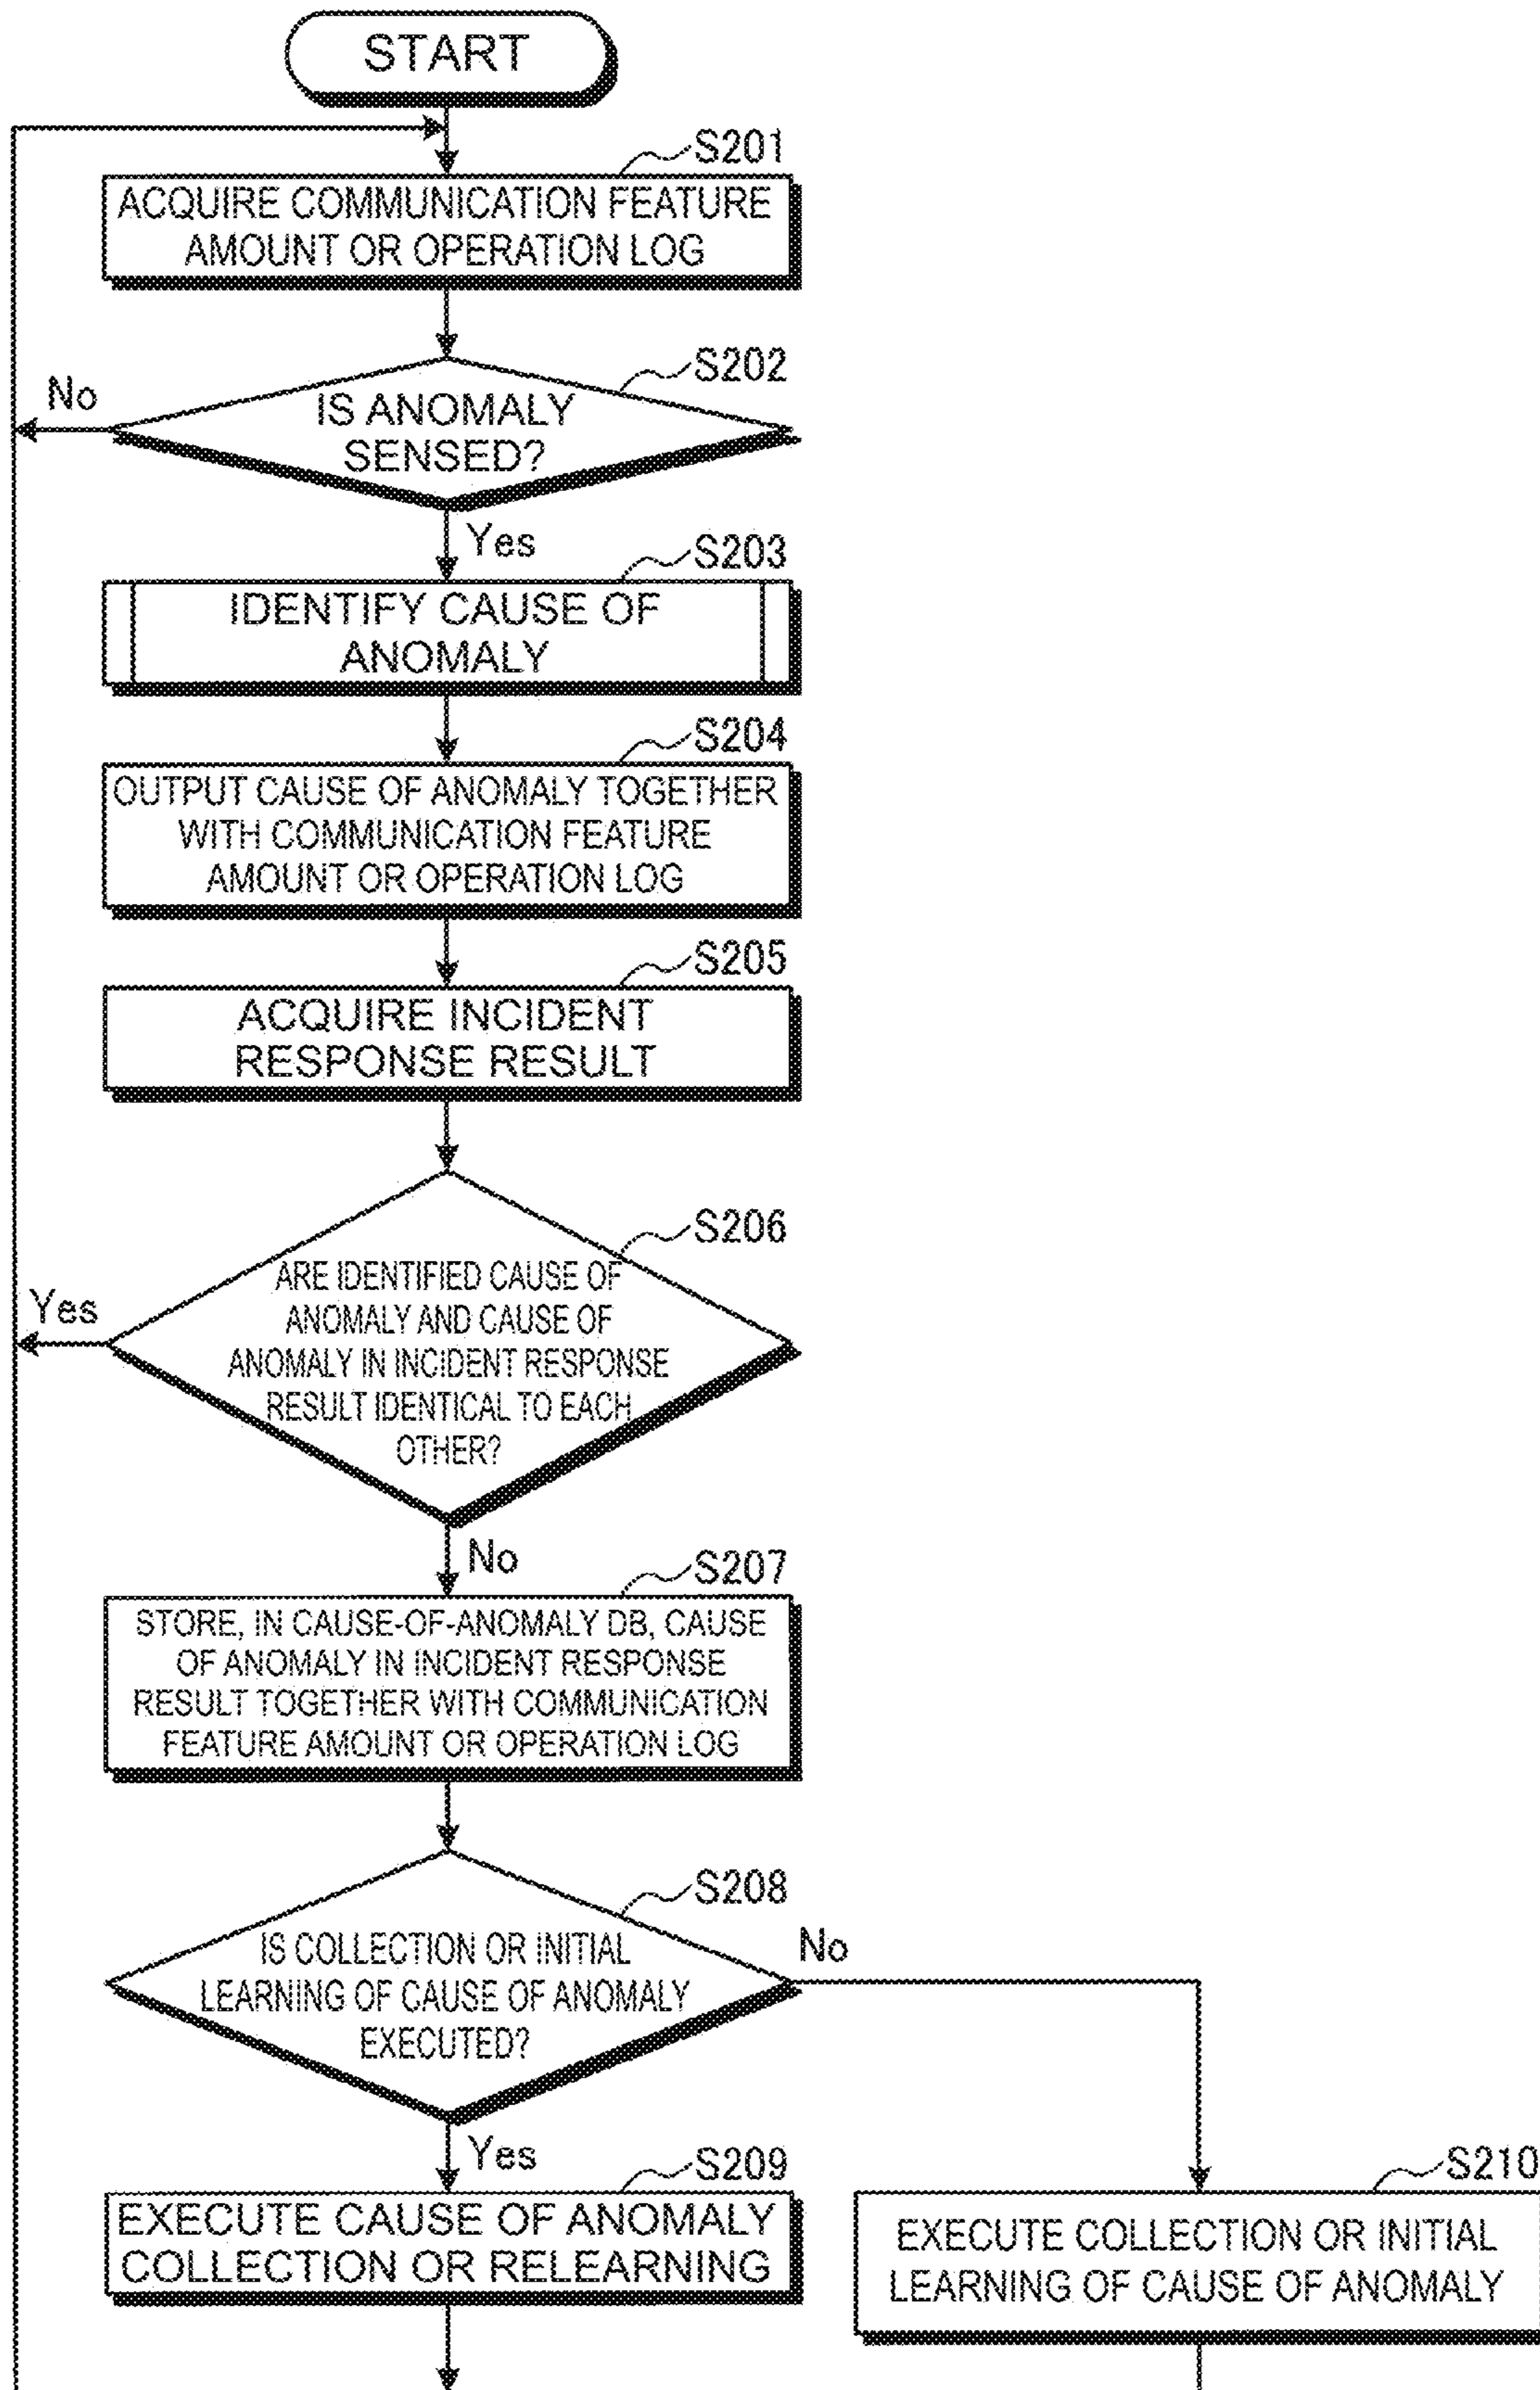 START
S201
ACQUIRE COMMUNICATION FEATURE
AMOUNT OR OPERATION LOG
S202
No
IS ANOMALY
SENSED?
Yes
S203
IDENTIFY CAUSE OF
ANOMALY
S204
OUTPUT CAUSE OF ANOMALY TOGETHER
WITH COMMUNICATION FEATURE
AMOUNT OR OPERATION LOG
S205
ACQUIRE INCIDENT
RESPONSE RESULT
S206
Yes
ARE IDENTIFIED CAUSE OF
ANOMALY AND CAUSE OF
ANOMALY IN INCIDENT RESPONSE
RESULT IDENTICAL TO EACH
OTHER?
No
S207
STORE, IN CAUSE-OF-ANOMALY DB, CAUSE
OF ANOMALY IN INCIDENT RESPONSE
RESULT TOGETHER WITH COMMUNICATION
FEATURE AMOUNT OR OPERATION LOG
S208
IS COLLECTION OR INITIAL
LEARNING OF CAUSE OF ANOMALY
EXECUTED?
No
Yes
S209
EXECUTE CAUSE OF ANOMALY
COLLECTION OR RELEARNING
S210
EXECUTE COLLECTION OR INITIAL
LEARNING OF CAUSE OF ANOMALY